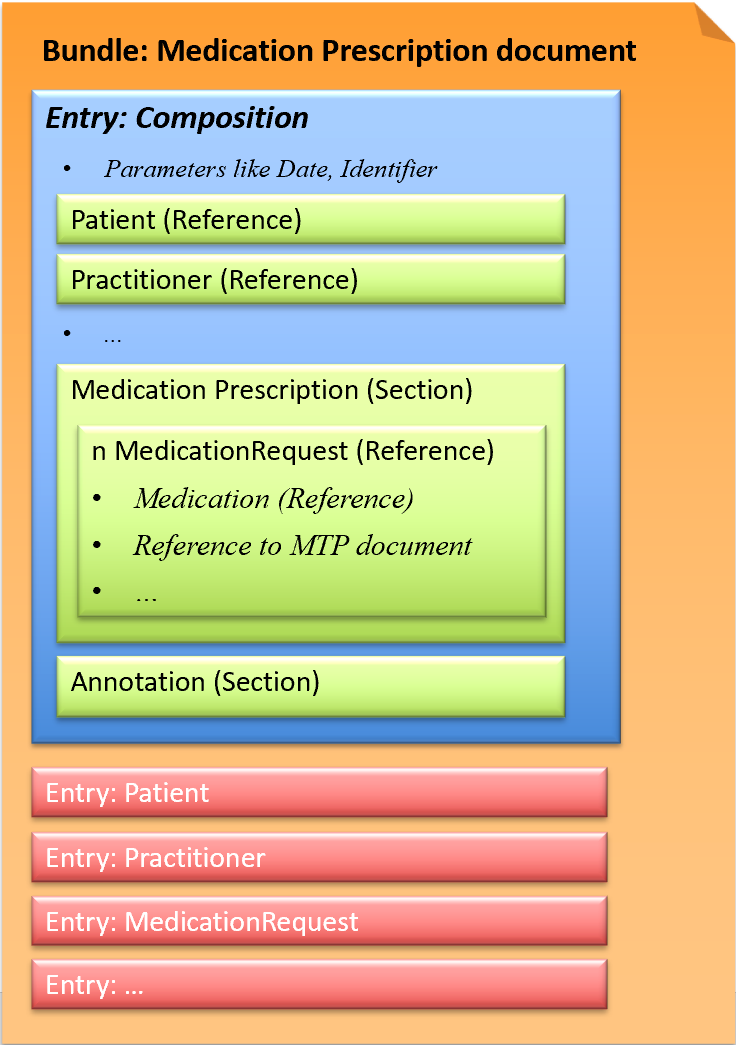 Bundle: Medication Prescription document
Entry: Composition
• Parameters like Date, Identifier
Patient (Reference)
Practitioner (Reference)
• ...
Medication Prescription (Section)
n MedicationRequest (Reference)
• Medication (Reference)
• Reference to MTP document
• ...
Annotation (Section)
Entry: Patient
Entry: Practitioner
Entry: MedicationRequest
Entry: ...